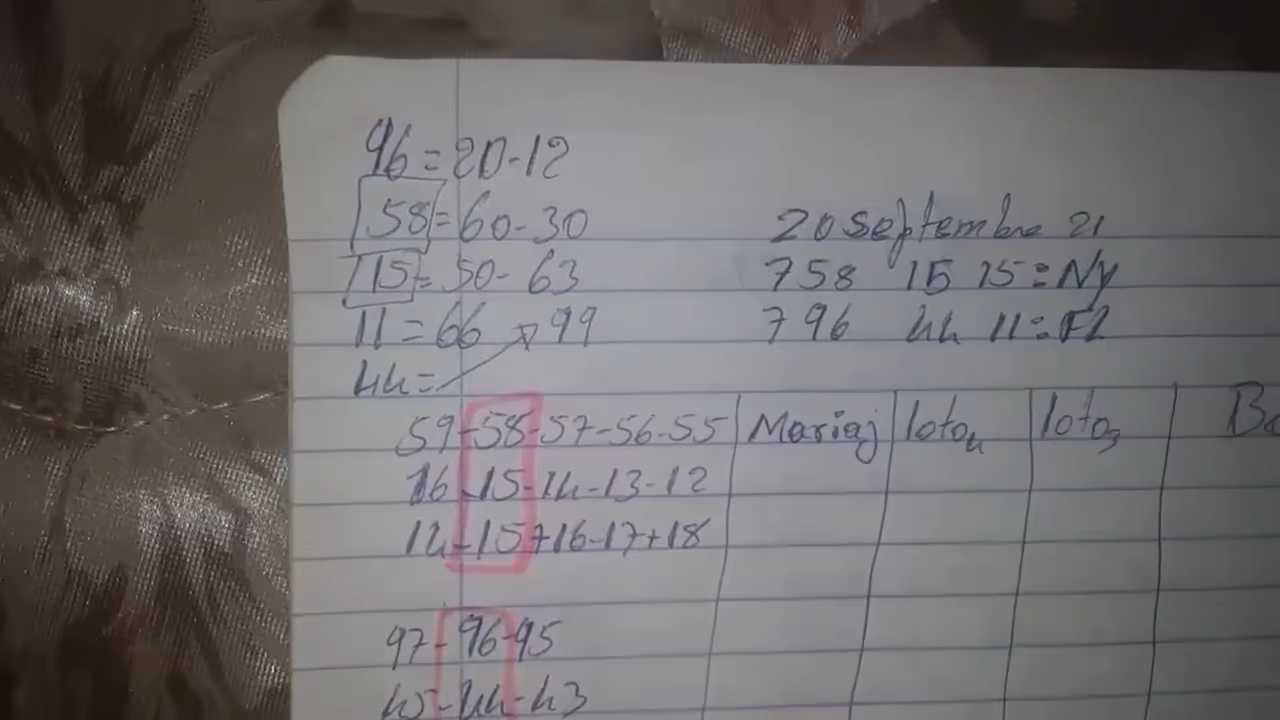 96=20-12
58=60-30
15=50-63
11=66 99
44=
20 septembre 21
758 15 15=Ny
796 44 11=Fl
59-58-57-56-55 Mariaj loto4 loto5
16-15-14-13-12
14-15+16-17+18
97-96-95
45-44-43